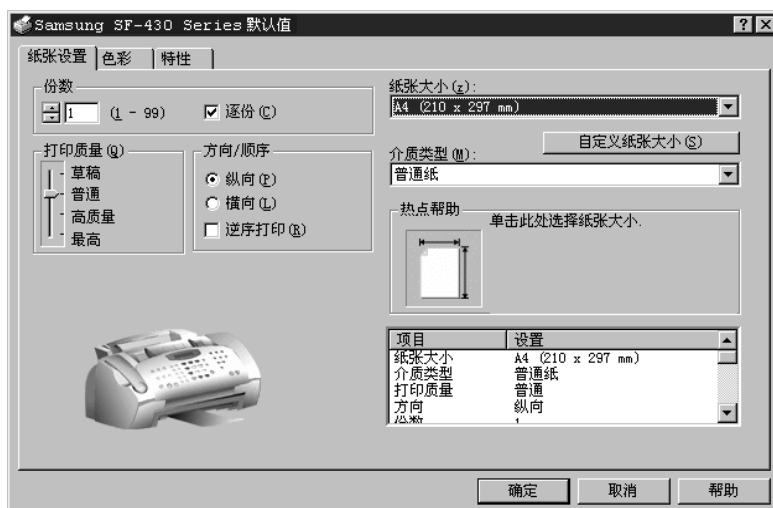 Samsung SF-430 Series 默认值
纸张设置 色彩 特性
份数
1 (1 - 99) 逐份(C)
打印质量(Q)
草稿
普通
高质量
最高
方向/顺序
纵向(P)
横向(L)
逆序打印(R)
纸张大小(z):
A4 (210 x 297 mm)
自定义纸张大小(S)
介质类型(M):
普通纸
热点帮助
单击此处选择纸张大小.
项目 设置
纸张大小 A4 (210 x 297 mm)
介质类型 普通纸
打印质量 普通
方向 纵向
份数 1
确定 取消 帮助